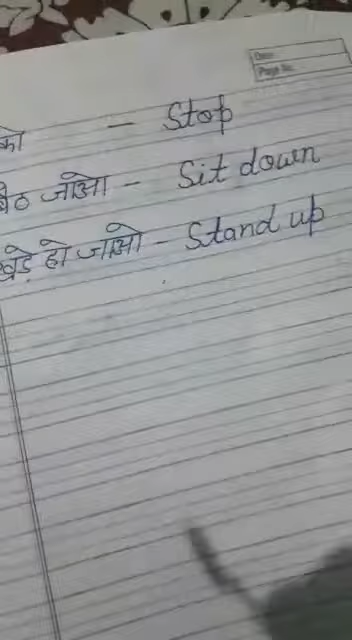 Date:
Page No.
— Stop
बैठ जाओ — Sit down
खड़े हो जाओ — Stand up